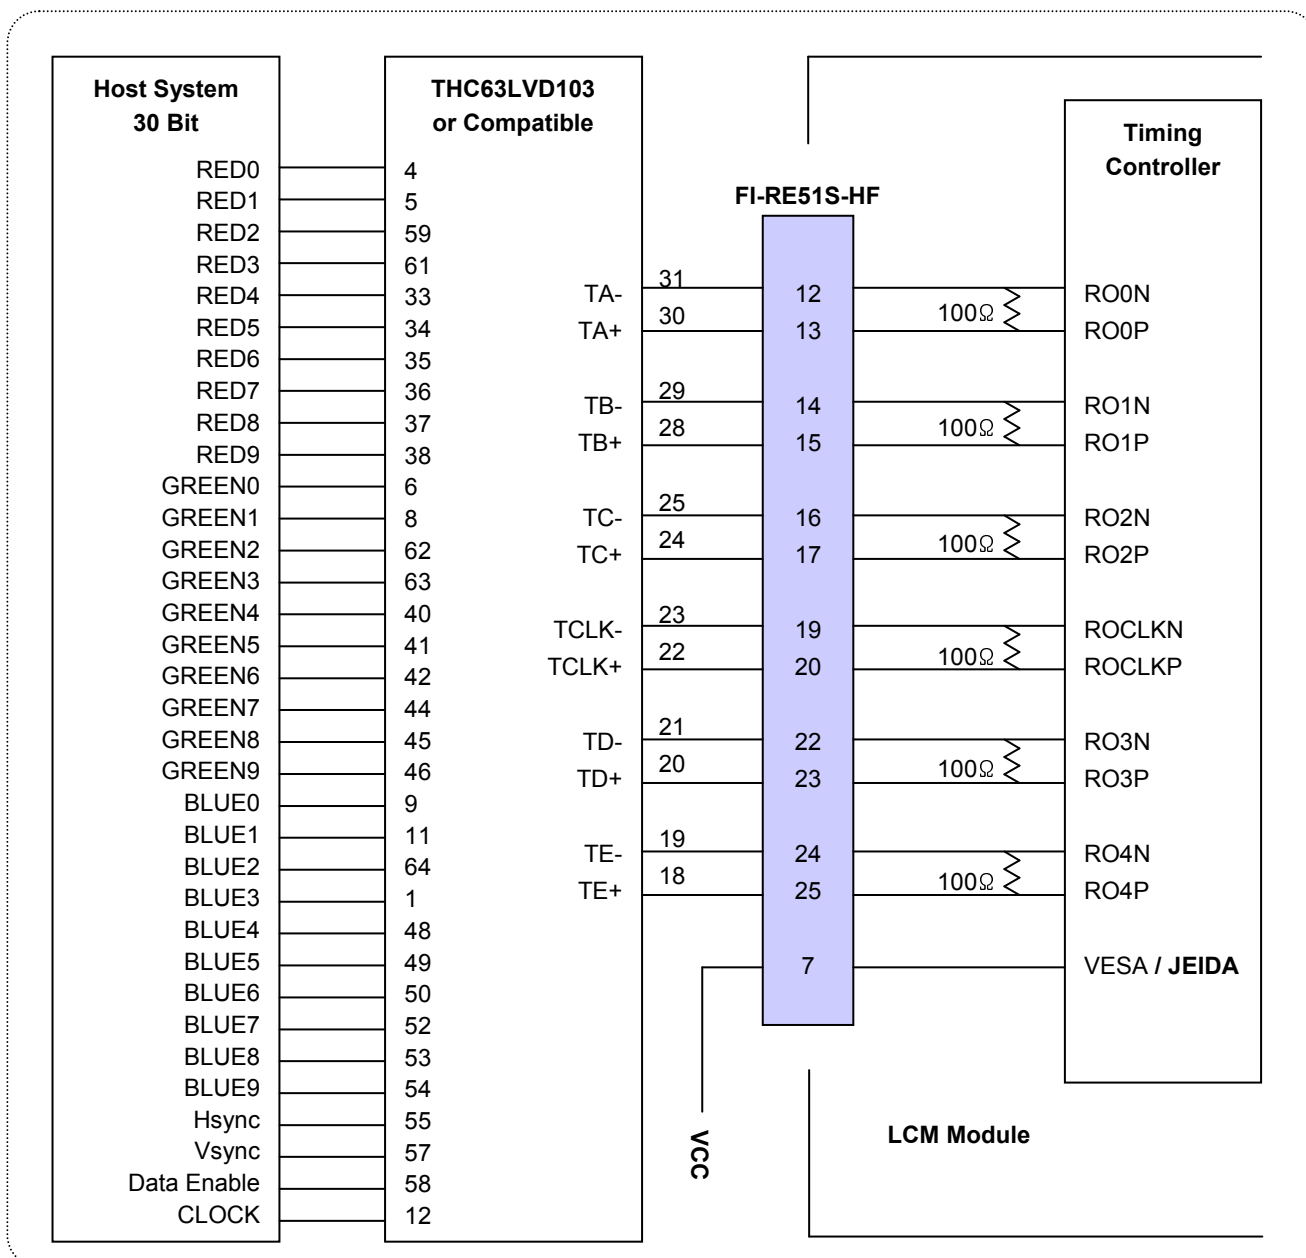 Host System
30 Bit
RED0
RED1
RED2
RED3
RED4
RED5
RED6
RED7
RED8
RED9
GREEN0
GREEN1
GREEN2
GREEN3
GREEN4
GREEN5
GREEN6
GREEN7
GREEN8
GREEN9
BLUE0
BLUE1
BLUE2
BLUE3
BLUE4
BLUE5
BLUE6
BLUE7
BLUE8
BLUE9
Hsync
Vsync
Data Enable
CLOCK
THC63LVD103
or Compatible
4
5
59
61
33
34
35
36
37
38
6
8
62
63
40
41
42
44
45
46
9
11
64
1
48
49
50
52
53
54
55
57
58
12
TA-
TA+
TB-
TB+
TC-
TC+
TCLK-
TCLK+
TD-
TD+
TE-
TE+
31
30
29
28
25
24
23
22
21
20
19
18
VCC
FI-RE51S-HF
12
13
14
15
16
17
19
20
22
23
24
25
7
100Ω
100Ω
100Ω
100Ω
100Ω
100Ω
Timing
Controller
RO0N
RO0P
RO1N
RO1P
RO2N
RO2P
ROCLKN
ROCLKP
RO3N
RO3P
RO4N
RO4P
VESA / JEIDA
LCM Module